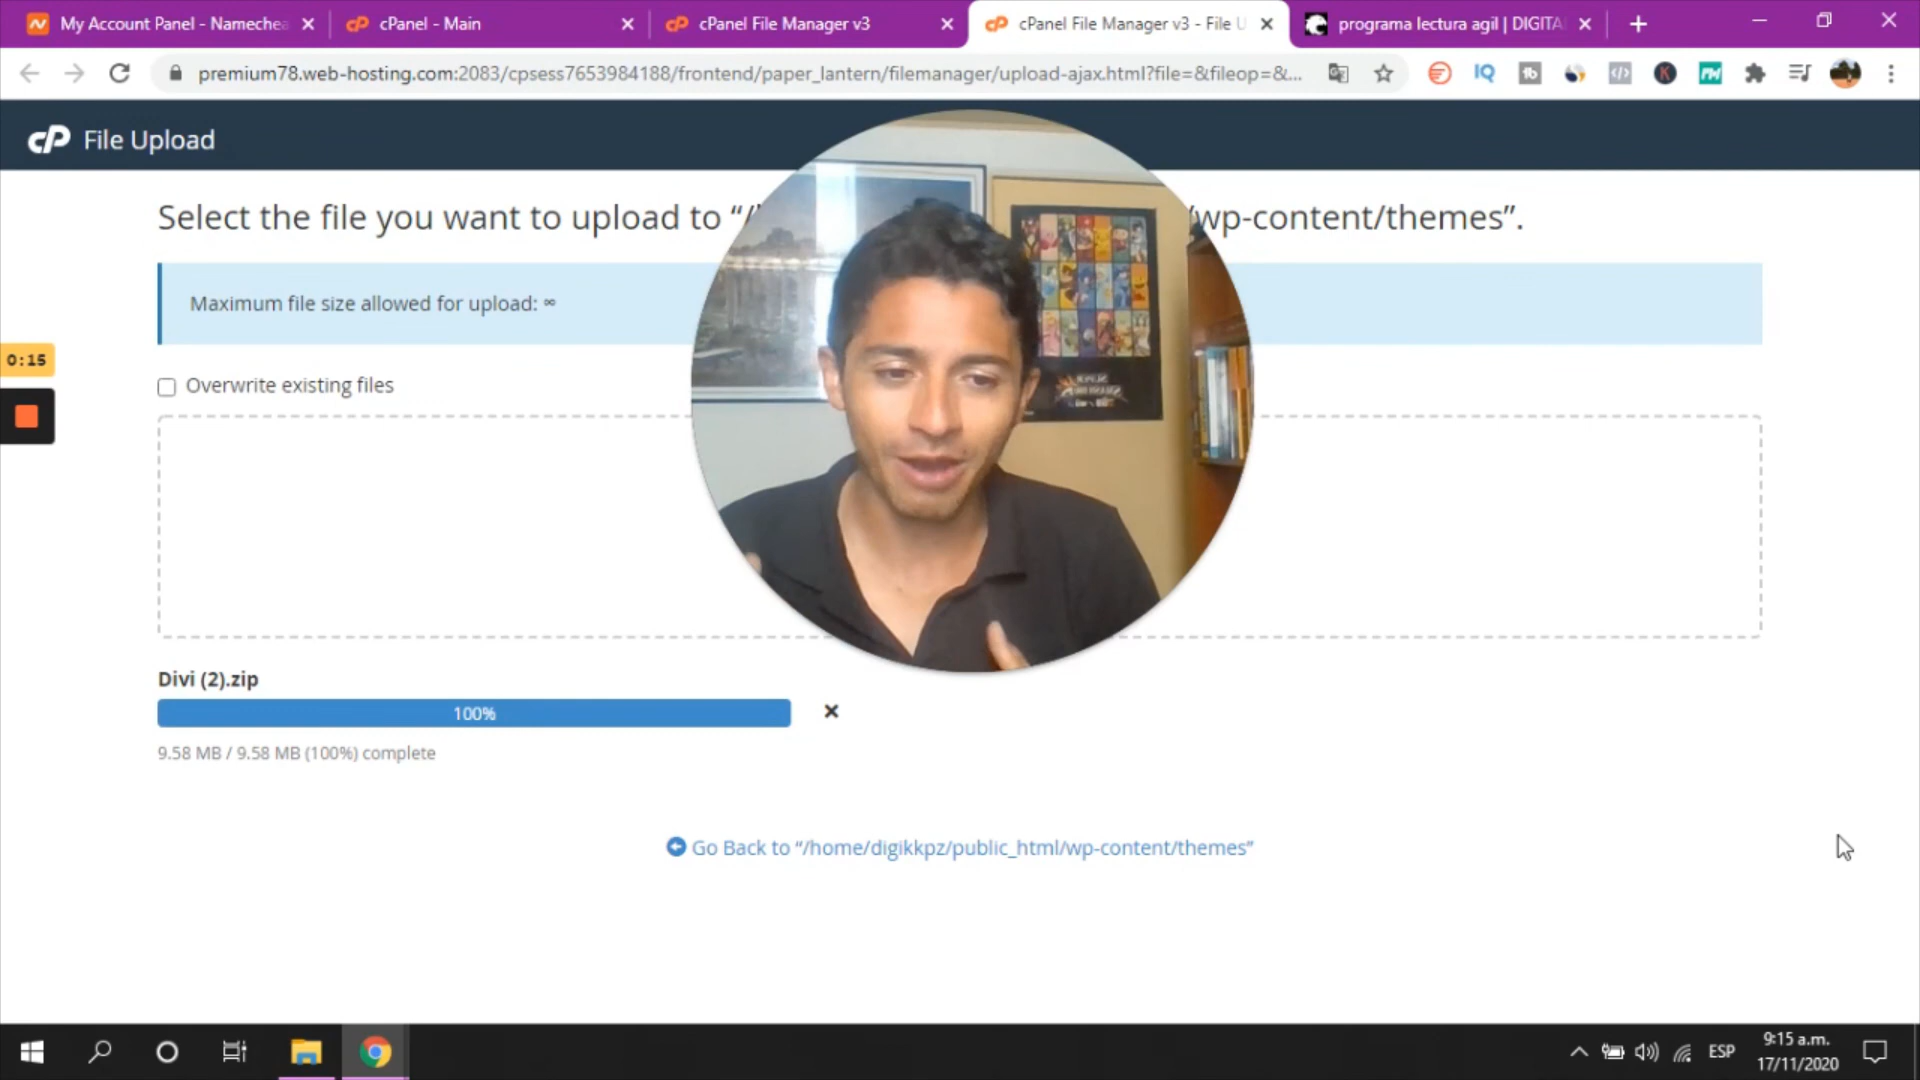 My Account Panel - Namechea
cPanel - Main
cPanel File Manager v3
cPanel File Manager v3 - File U
programa lectura agil | DIGITA
premium78.web-hosting.com:2083/cpsess7653984188/frontend/paper_lantern/filemanager/upload-ajax.html?file=&fileop=&...
cP File Upload
Select the file you want to upload to “/
/wp-content/themes”.
Maximum file size allowed for upload: ∞
0:15
Overwrite existing files
Divi (2).zip
100%
9.58 MB / 9.58 MB (100%) complete
Go Back to “/home/digikkpz/public_html/wp-content/themes”
ESP
9:15 a.m.
17/11/2020